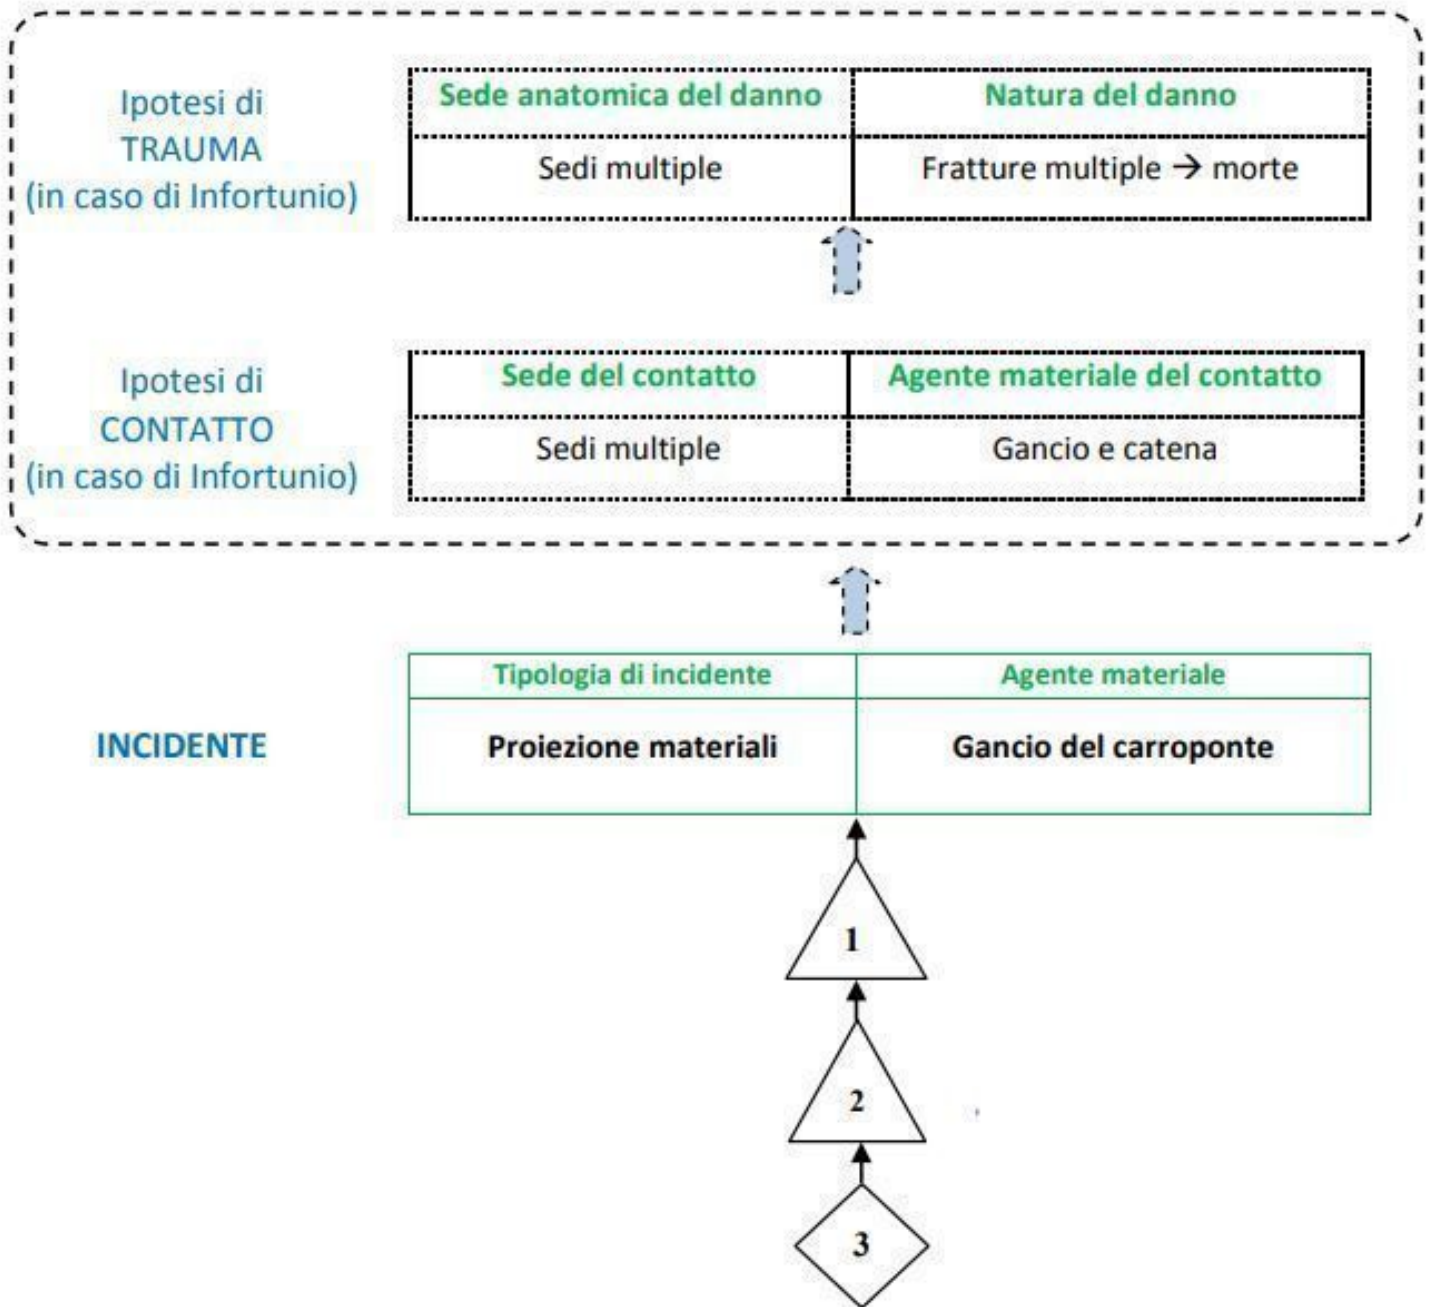 Ipotesi di
TRAUMA
(in caso di Infortunio)
Sede anatomica del danno
Natura del danno
Sedi multiple
Fratture multiple → morte
Ipotesi di
CONTATTO
(in caso di Infortunio)
Sede del contatto
Agente materiale del contatto
Sedi multiple
Gancio e catena
INCIDENTE
Tipologia di incidente
Agente materiale
Proiezione materiali
Gancio del carroponte
1
2
3